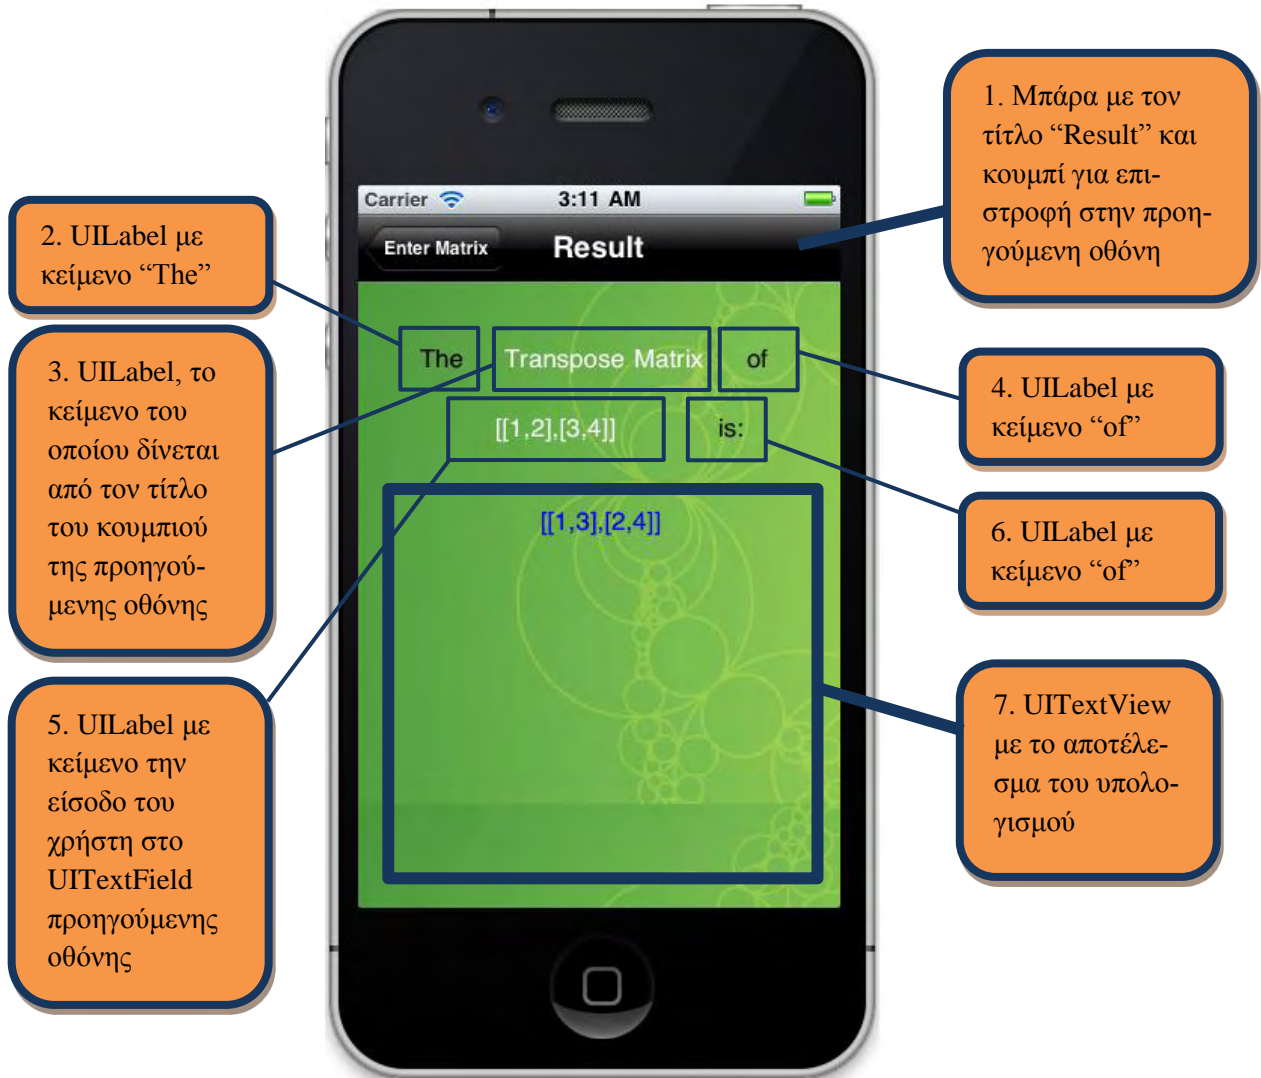 1. Μπάρα με τον
τίτλο “Result” και
κουμπί για επι-
στροφή στην προη-
γούμενη οθόνη
2. UILabel με
κείμενο “The”
3. UILabel, το
κείμενο του
οποίου δίνεται
από τον τίτλο
του κουμπιού
της προηγού-
μενης οθόνης
5. UILabel με
κείμενο την
είσοδο του
χρήστη στο
UITextField
προηγούμενης
οθόνης
Carrier 3:11 AM
Enter Matrix Result
The Transpose Matrix of
[[1,2],[3,4]] is:
[[1,3],[2,4]]
4. UILabel με
κείμενο “of”
6. UILabel με
κείμενο “of”
7. UITextView
με το αποτέλε-
σμα του υπολο-
γισμού